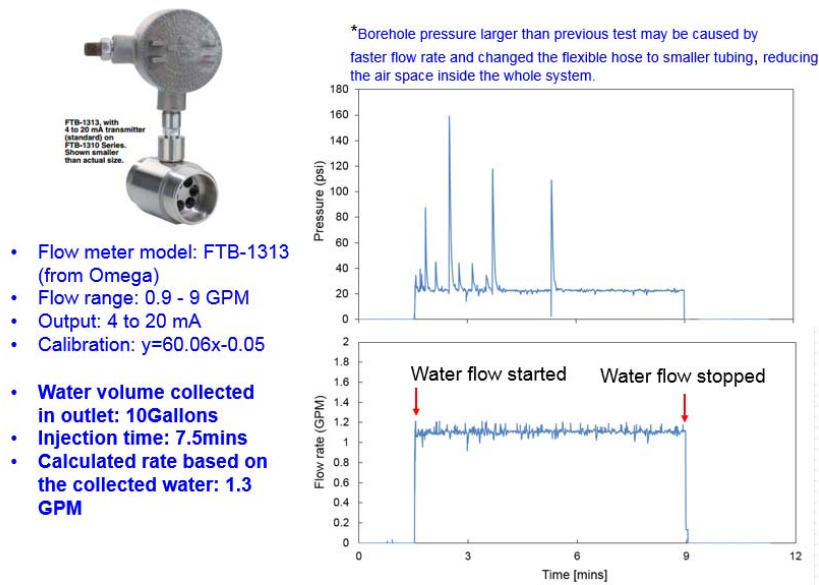 *Borehole pressure larger than previous test may be caused by
faster flow rate and changed the flexible hose to smaller tubing, reducing
the air space inside the whole system.
FTB-1313, with
4 to 20 mA transmitter
(standard) on
FTB-1310 Series.
Shown smaller
than actual size.
• Flow meter model: FTB-1313
(from Omega)
• Flow range: 0.9 - 9 GPM
• Output: 4 to 20 mA
• Calibration: y=60.06x-0.05
• Water volume collected
in outlet: 10Gallons
• Injection time: 7.5mins
• Calculated rate based on
the collected water: 1.3
GPM
Pressure (psi)
180
160
140
120
100
80
60
40
20
0
Flow rate (GPM)
2
1.8
1.6
1.4
1.2
1
0.8
0.6
0.4
0.2
0
Water flow started
Water flow stopped
0
3
6
9
12
Time [mins]